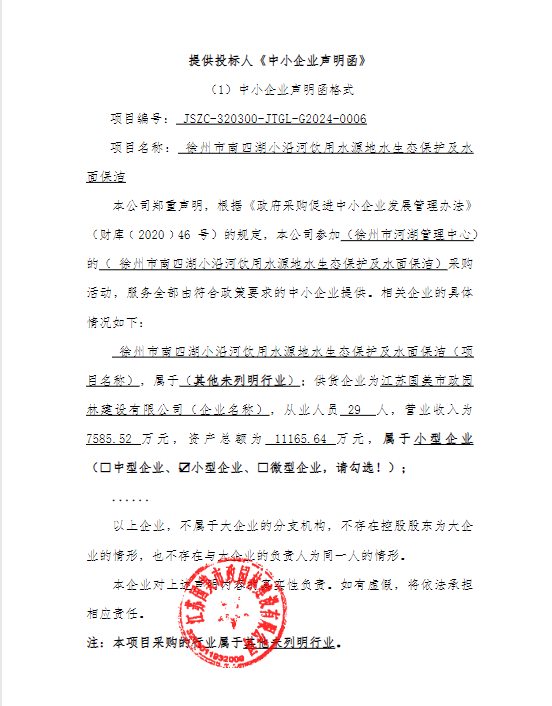 提供投标人《中小企业声明函》
（1）中小企业声明函格式
项目编号： JSZC-320300-JTGL-G2024-0006
项目名称： 徐州市南四湖小沿河饮用水源地水生态保护及水
面保洁
本公司郑重声明，根据《政府采购促进中小企业发展管理办法》
（财库﹝2020﹞46 号）的规定，本公司参加（徐州市河湖管理中心）
的（ 徐州市南四湖小沿河饮用水源地水生态保护及水面保洁）采购
活动，服务全部由符合政策要求的中小企业提供。相关企业的具体
情况如下：
徐州市南四湖小沿河饮用水源地水生态保护及水面保洁（项
目名称），属于（其他未列明行业）；供货企业为江苏国美市政园
林建设有限公司（企业名称），从业人员 29 人，营业收入为
7585.52 万元，资产总额为 11165.64 万元，属于小型企业
（□中型企业、☑小型企业、□微型企业，请勾选！）；
......
以上企业，不属于大企业的分支机构，不存在控股股东为大企
业的情形，也不存在与大企业的负责人为同一人的情形。
本企业对上述声明内容的真实性负责。如有虚假，将依法承担
相应责任。
注：本项目采购的行业属于其他未列明行业。
江苏国美市政园林建设有限公司